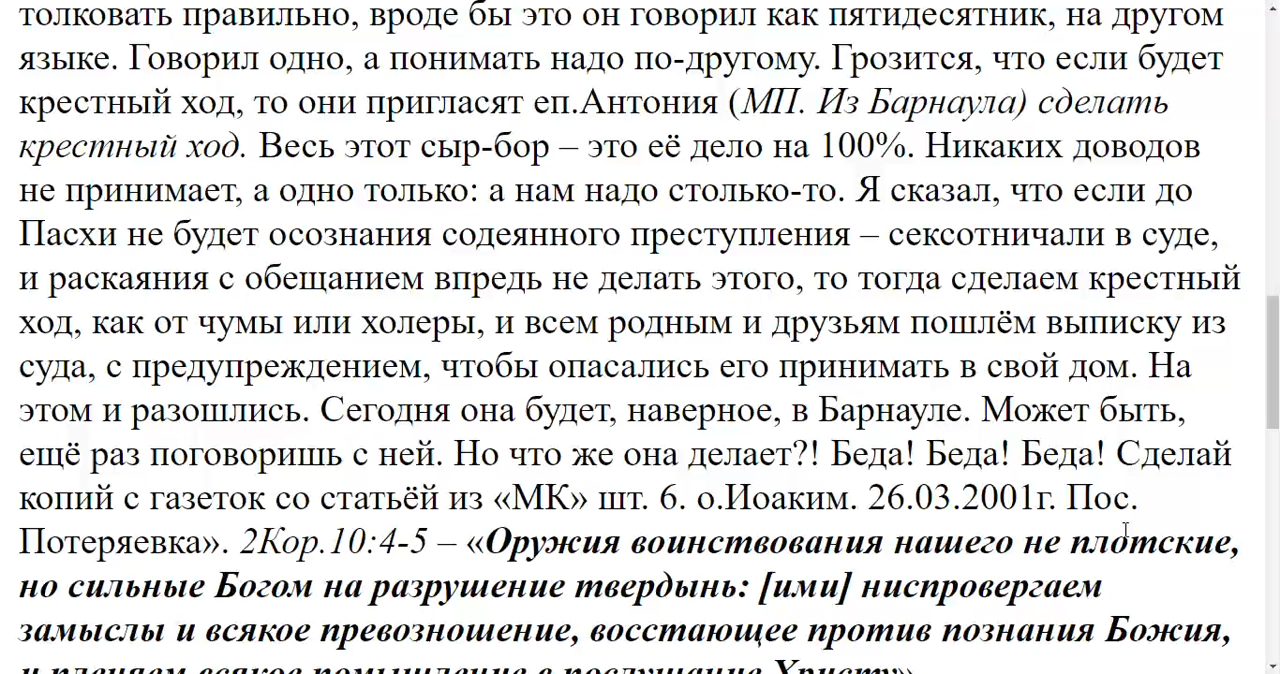 толковать правильно, вроде бы это он говорил как пятидесятник, на другом
языке. Говорил одно, а понимать надо по-другому. Грозится, что если будет
крестный ход, то они пригласят еп.Антония (МП. Из Барнаула) сделать
крестный ход. Весь этот сыр-бор – это её дело на 100%. Никаких доводов
не принимает, а одно только: а нам надо столько-то. Я сказал, что если до
Пасхи не будет осознания содеянного преступления – сексотничали в суде,
и раскаяния с обещанием впредь не делать этого, то тогда сделаем крестный
ход, как от чумы или холеры, и всем родным и друзьям пошлём выписку из
суда, с предупреждением, чтобы опасались его принимать в свой дом. На
этом и разошлись. Сегодня она будет, наверное, в Барнауле. Может быть,
ещё раз поговоришь с ней. Но что же она делает?! Беда! Беда! Беда! Сделай
копий с газеток со статьёй из «МК» шт. 6. о.Иоаким. 26.03.2001г. Пос.
Потеряевка». 2Кор.10:4-5 – «Оружия воинствования нашего не плотские,
но сильные Богом на разрушение твердынь: [ими] ниспровергаем
замыслы и всякое превозношение, восстающее против познания Божия,
и пленяем всякое помышление в послушание Христу»